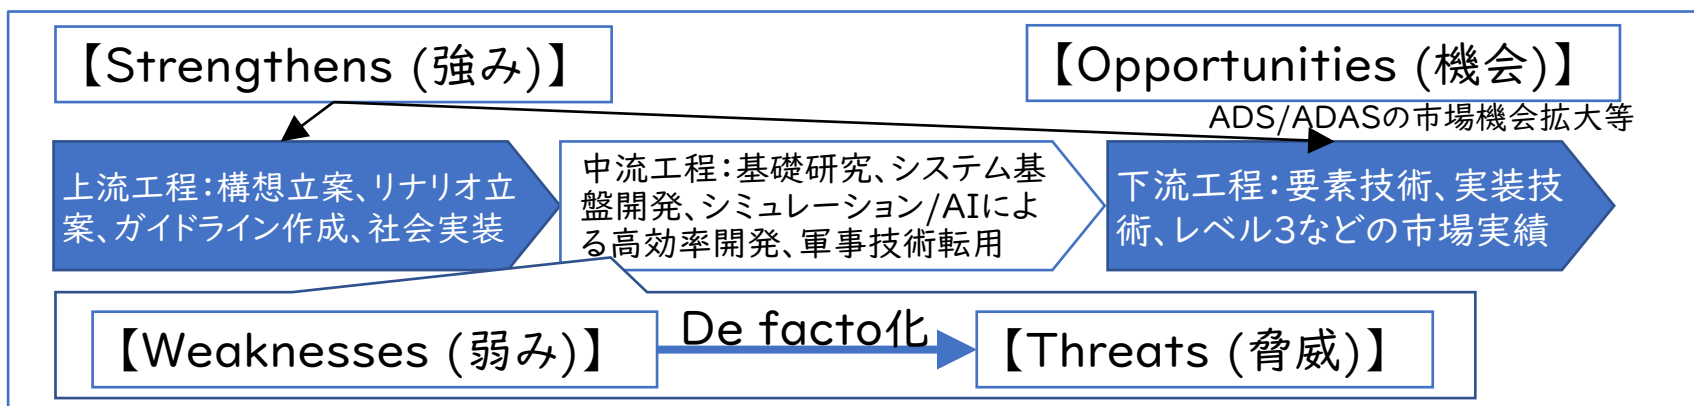 【Strengthens (強み)】
【Opportunities (機会)】
ADS/ADASの市場機会拡大等
上流工程：構想立案、リナリオ立
案、ガイドライン作成、社会実装
中流工程：基礎研究、システム基
盤開発、シミュレーション/AIによ
る高効率開発、軍事技術転用
下流工程：要素技術、実装技
術、レベル3などの市場実績
【Weaknesses (弱み)】
De facto化
【Threats (脅威)】